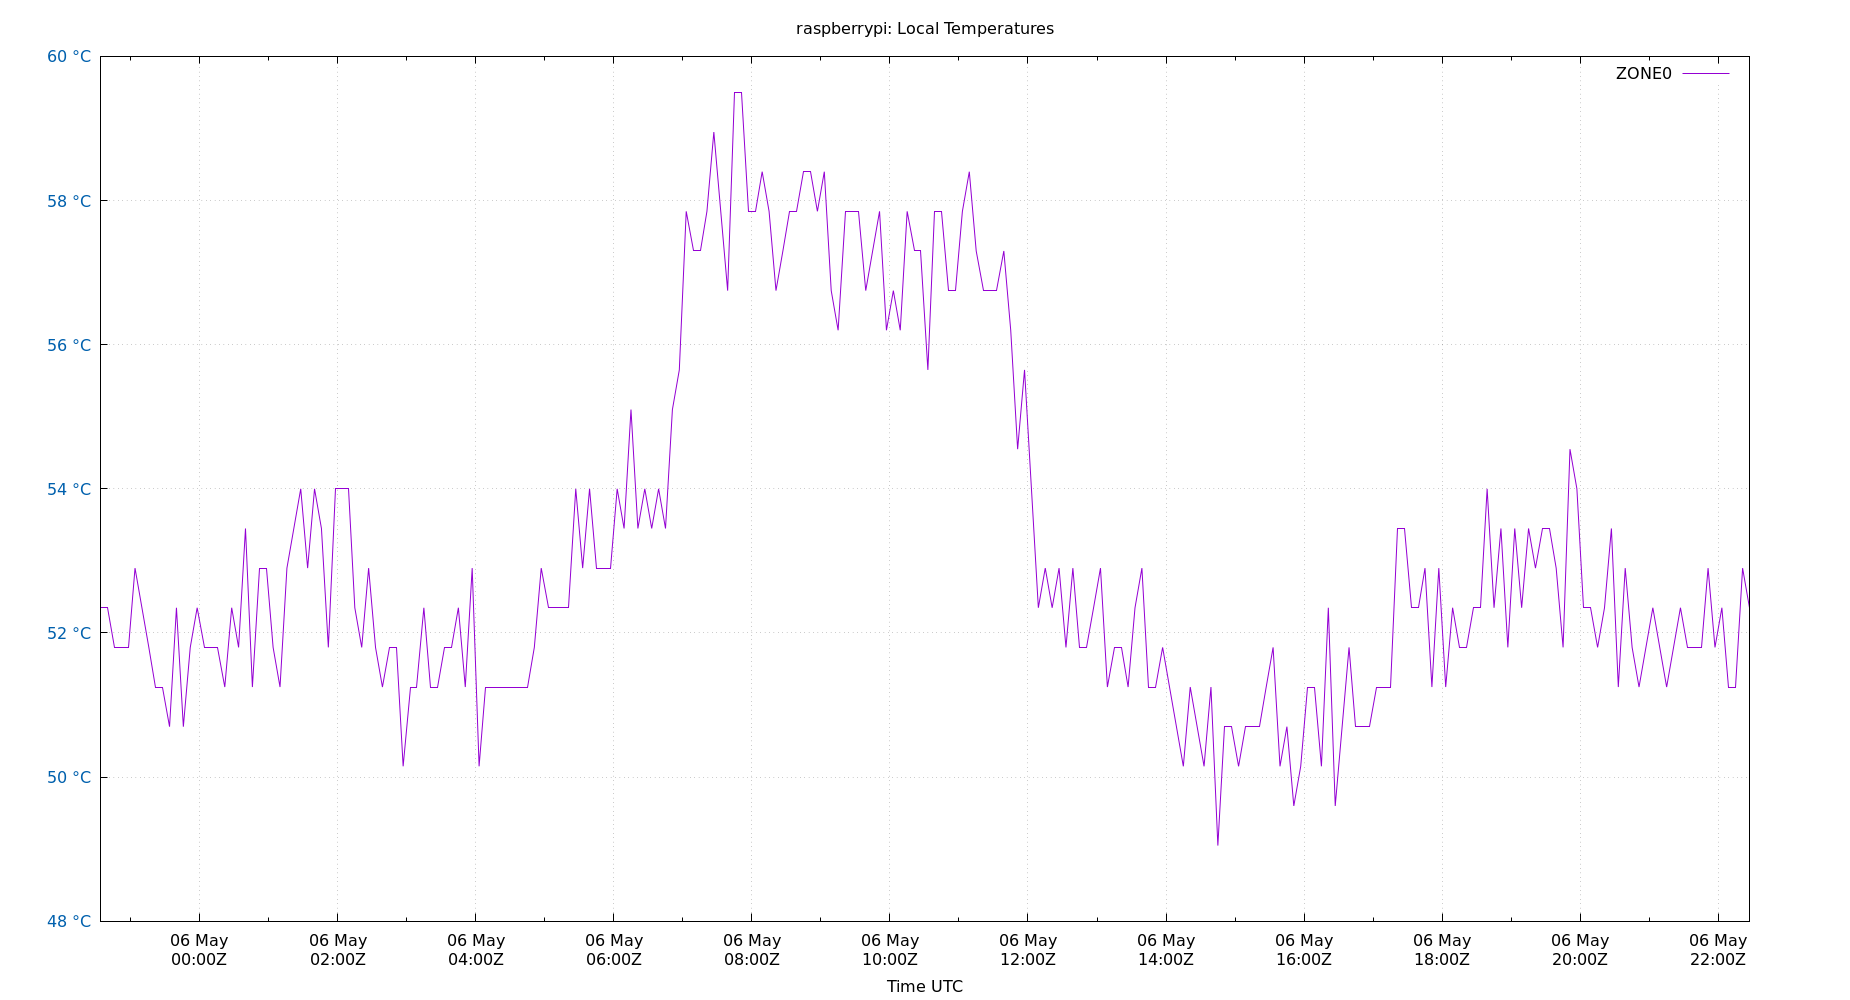 raspberrypi: Local Temperatures
ZONE0
60 °C
58 °C
56 °C
54 °C
52 °C
50 °C
48 °C
06 May 06 May 06 May 06 May 06 May 06 May 06 May 06 May 06 May 06 May 06 May 06 May
00:00Z 02:00Z 04:00Z 06:00Z 08:00Z 10:00Z 12:00Z 14:00Z 16:00Z 18:00Z 20:00Z 22:00Z
Time UTC